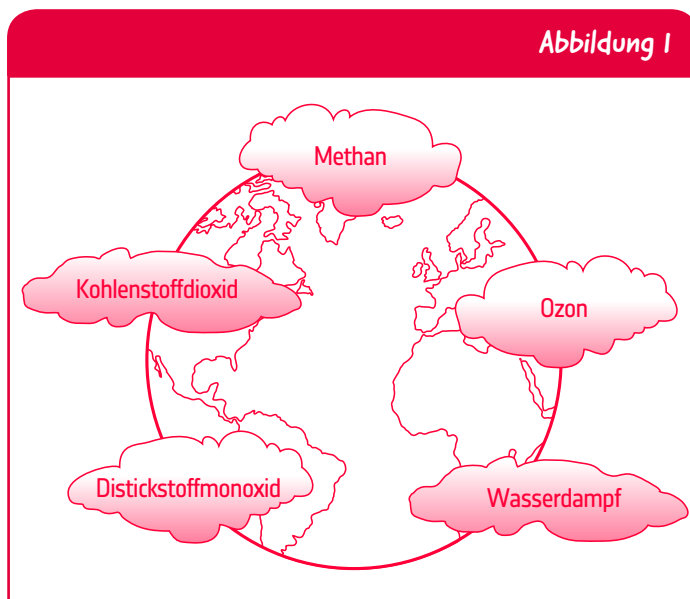 Abbildung 1
Methan
Kohlenstoffdioxid
Ozon
Distickstoffmonoxid
Wasserdampf